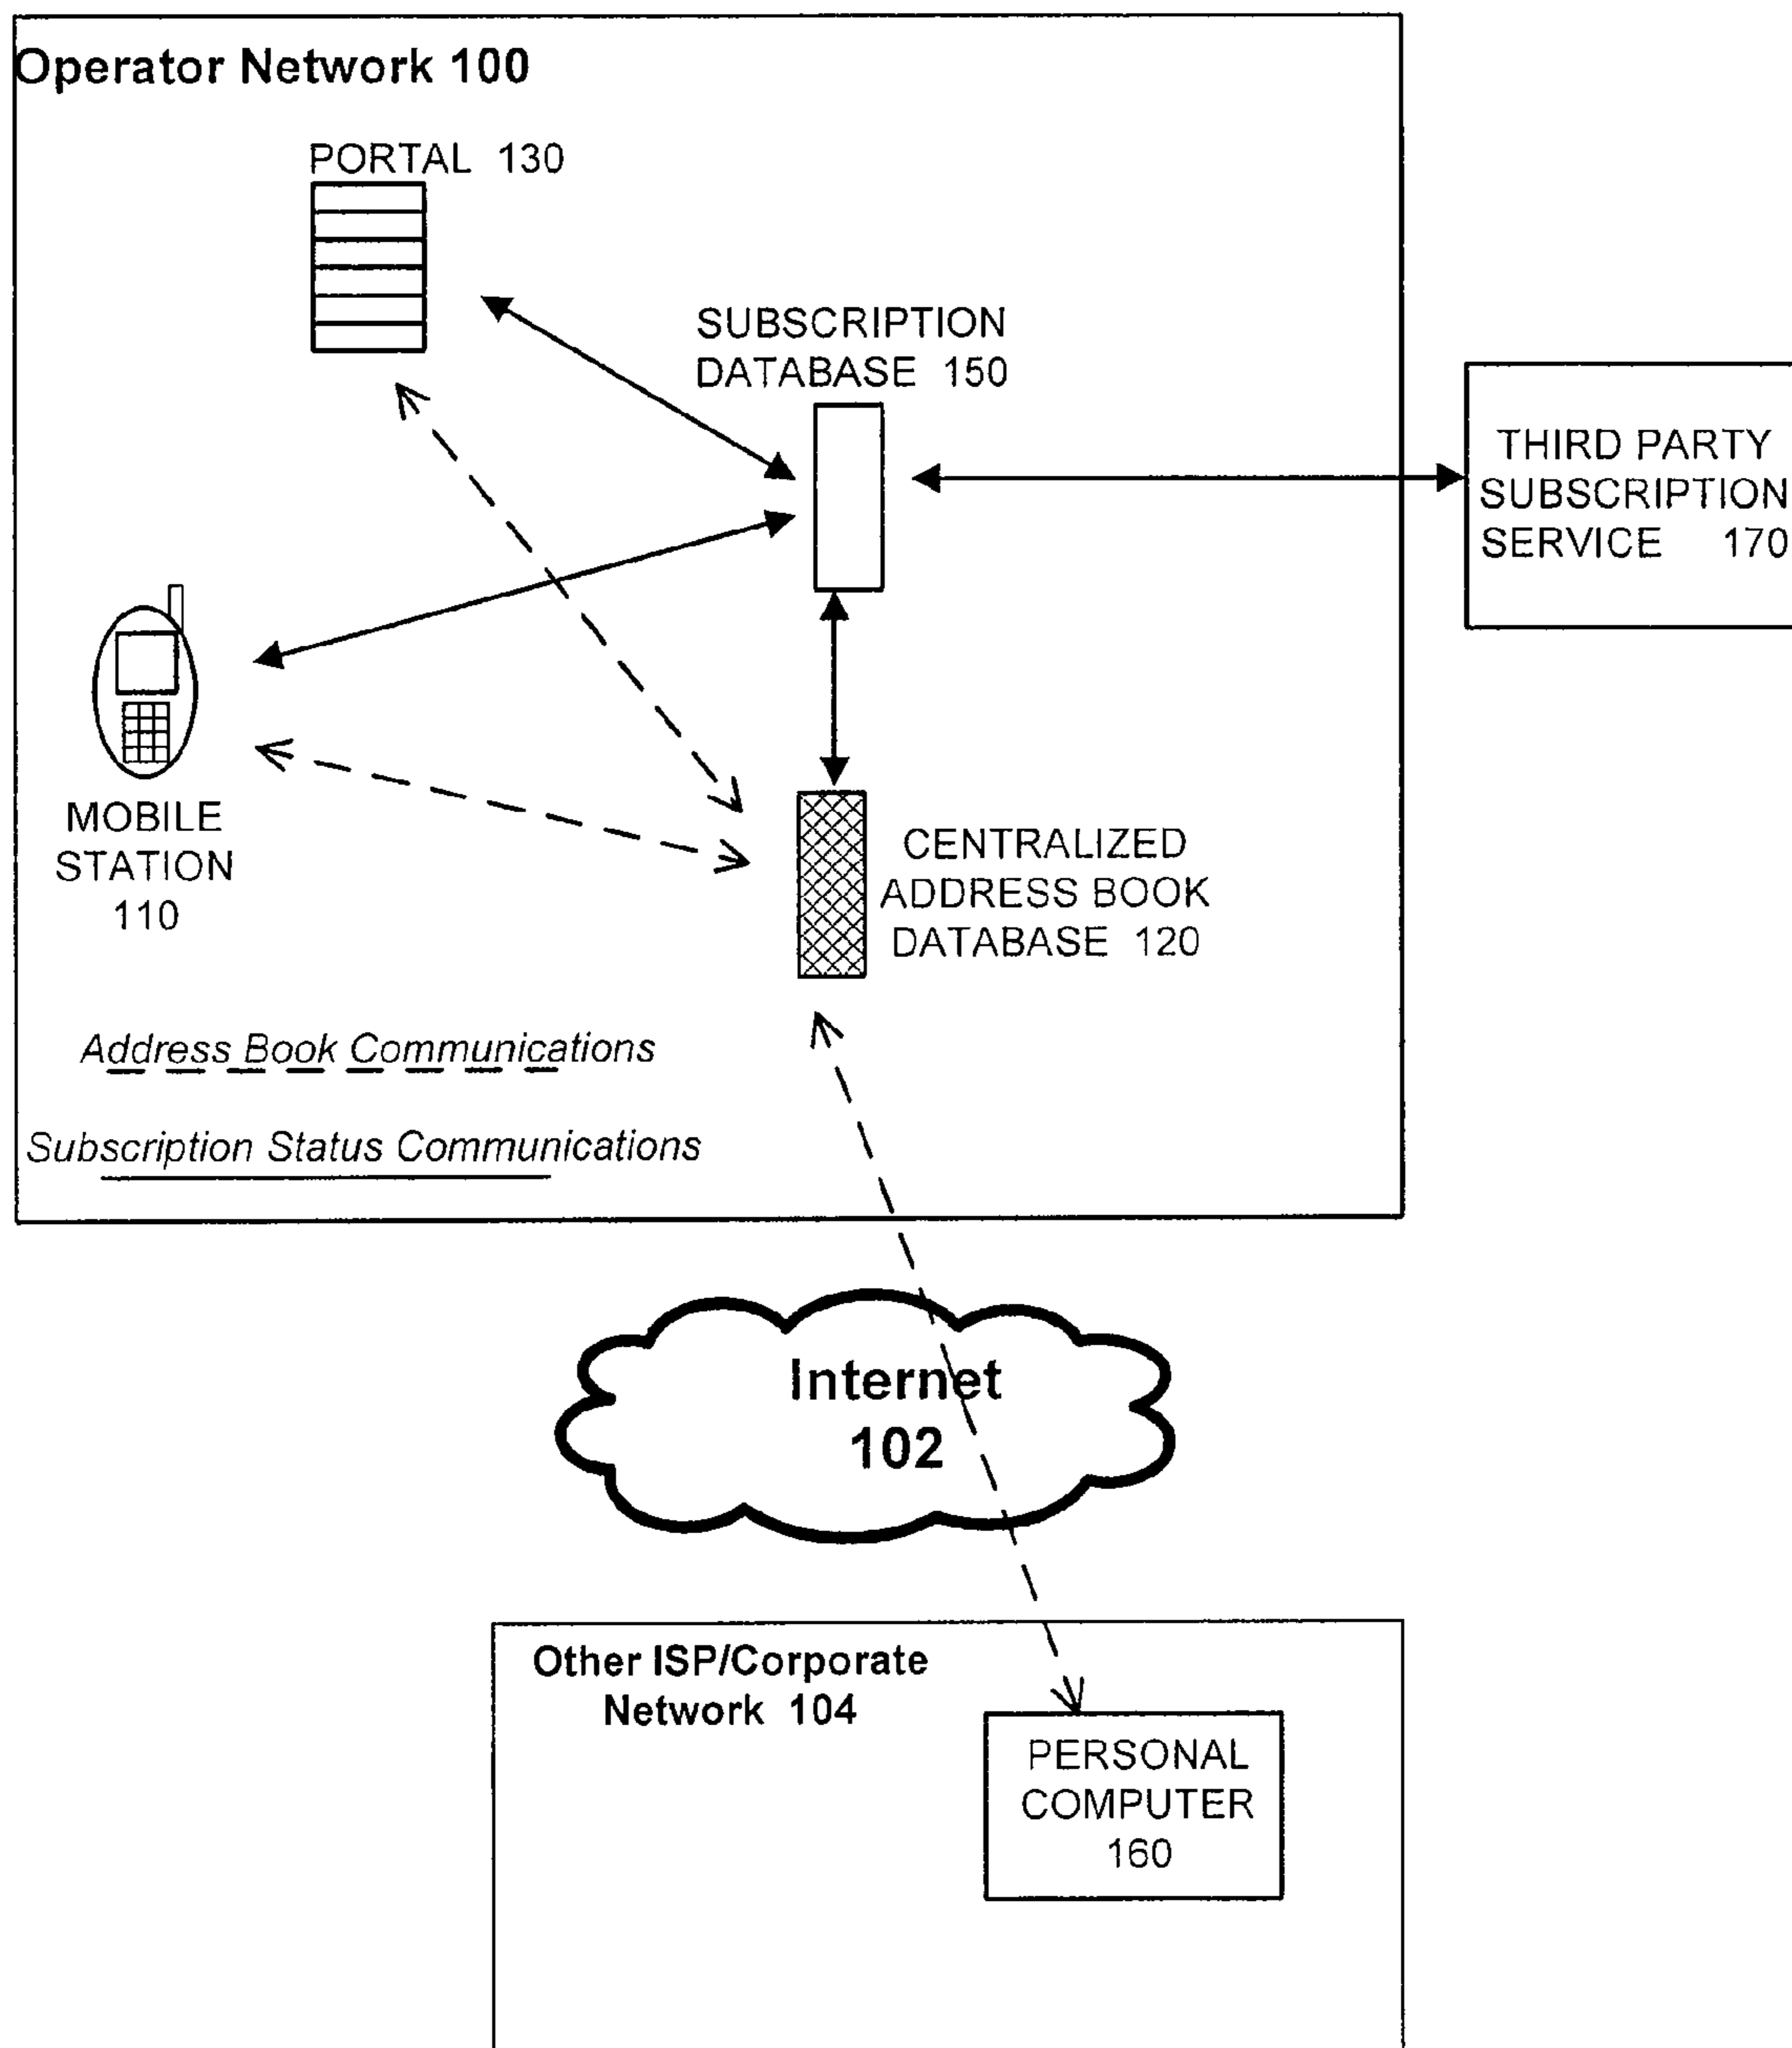 Operator Network 100
PORTAL 130
SUBSCRIPTION
DATABASE 150
THIRD PARTY
SUBSCRIPTION
SERVICE 170
MOBILE
STATION
110
CENTRALIZED
ADDRESS BOOK
DATABASE 120
Address Book Communications
Subscription Status Communications
Internet
102
Other ISP/Corporate
Network 104
PERSONAL
COMPUTER
160